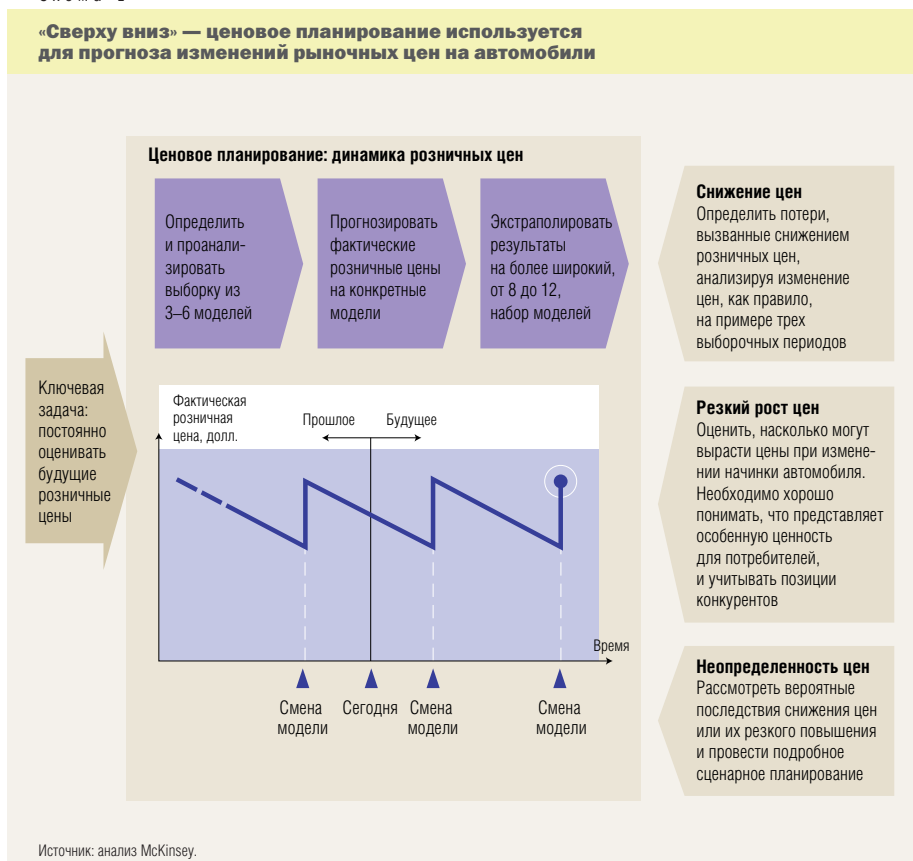 «Сверху вниз» — ценовое планирование используется
для прогноза изменений рыночных цен на автомобили
Ценовое планирование: динамика розничных цен
Определить
и проанали-
зировать
выборку из
3–6 моделей
Прогнозировать
фактические
розничные цены
на конкретные
модели
Экстраполировать
результаты
на более широкий,
от 8 до 12,
набор моделей
Ключевая
задача:
постоянно
оценивать
будущие
розничные
цены
Фактическая
розничная
цена, долл.
Прошлое
Будущее
Время
Смена
модели
Сегодня
Смена
модели
Смена
модели
Снижение цен
Определить потери,
вызванные снижением
розничных цен,
анализируя изменение
цен, как правило,
на примере трех
выборочных периодов
Резкий рост цен
Оценить, насколько могут
вырасти цены при измене-
нии начинки автомобиля.
Необходимо хорошо
понимать, что представляет
особенную ценность
для потребителей,
и учитывать позиции
конкурентов
Неопределенность цен
Рассмотреть вероятные
последствия снижения цен
или их резкого повышения
и провести подробное
сценарное планирование
Источник: анализ McKinsey.